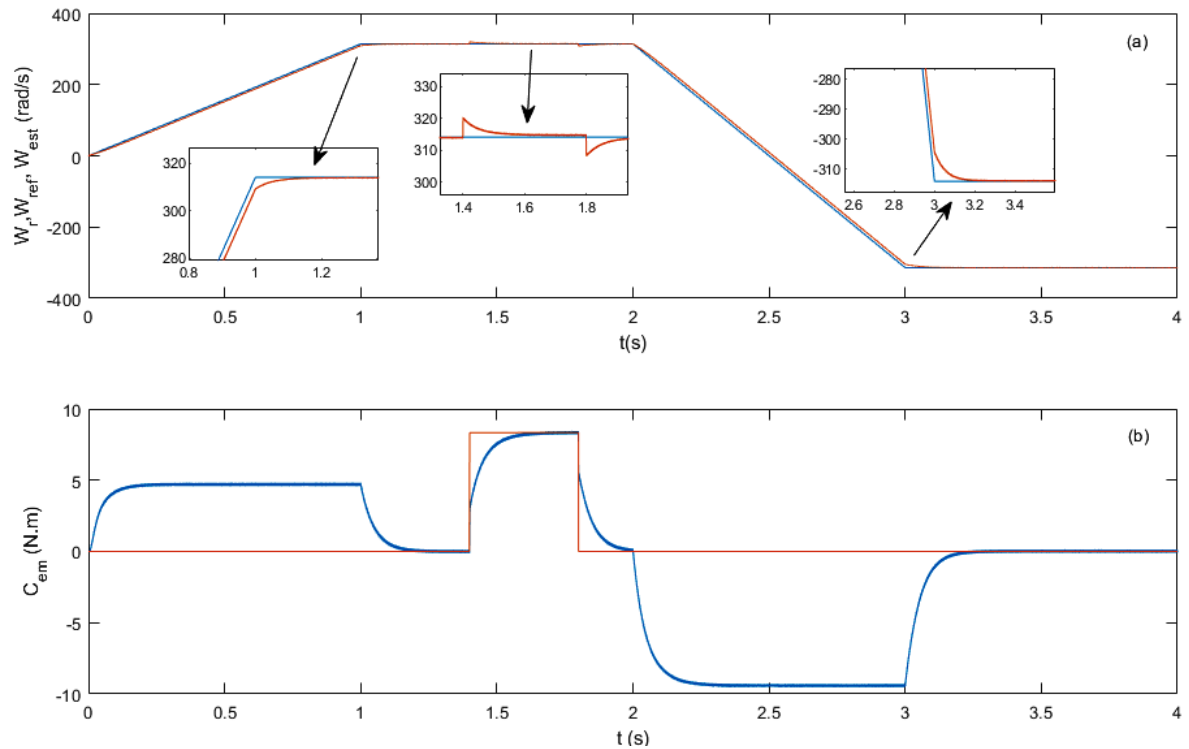 400
(a)
200
0
-200
-400
W_r,W_ref, W_est (rad/s)
320
300
280
0.8 1 1.2
330
320
310
300
1.4 1.6 1.8
-280
-290
-300
-310
2.6 2.8 3 3.2 3.4
0 0.5 1 1.5 2 2.5 3 3.5 4
t(s)
10
(b)
5
0
-5
-10
C_em (N.m)
0 0.5 1 1.5 2 2.5 3 3.5 4
t (s)